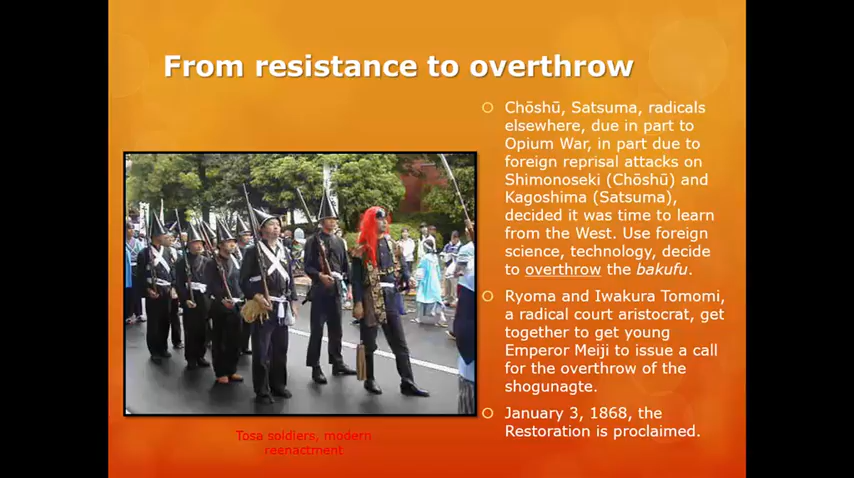 From resistance to overthrow
Chōshū, Satsuma, radicals
elsewhere, due in part to
Opium War, in part due to
foreign reprisal attacks on
Shimonoseki (Chōshū) and
Kagoshima (Satsuma),
decided it was time to learn
from the West. Use foreign
science, technology, decide
to overthrow the bakufu.
Ryoma and Iwakura Tomomi,
a radical court aristocrat, get
together to get young
Emperor Meiji to issue a call
for the overthrow of the
shogunagte.
January 3, 1868, the
Restoration is proclaimed.
Tosa soldiers, modern
reenactment